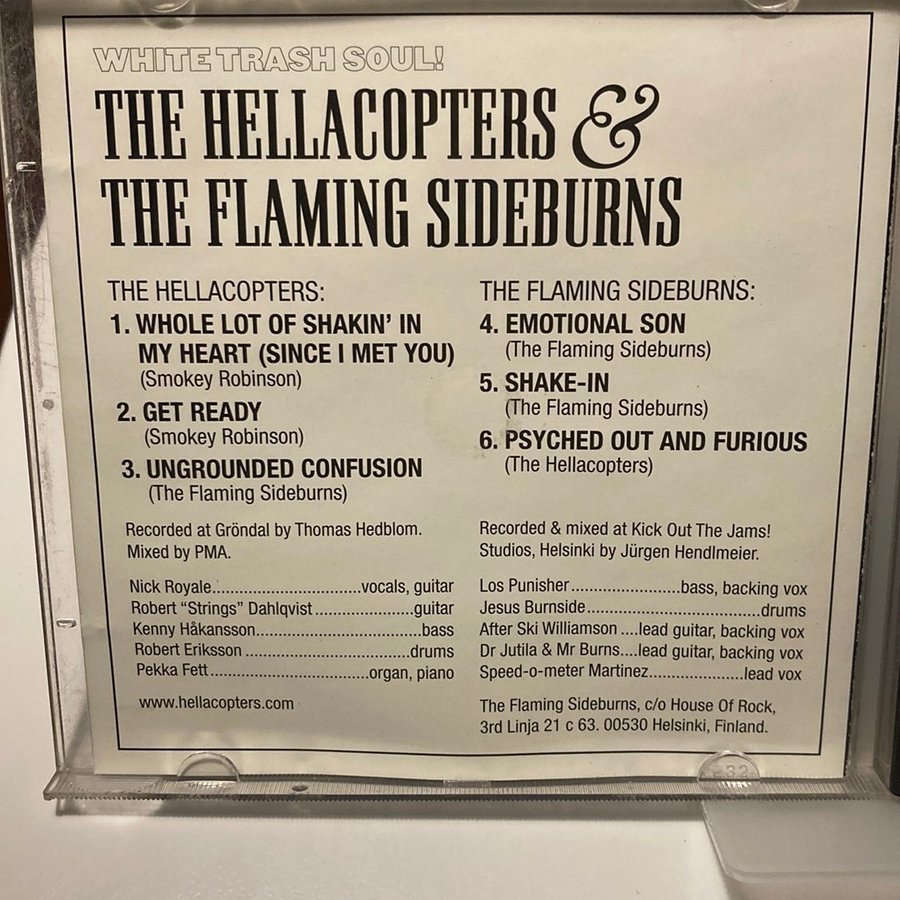 WHITE TRASH SOUL!
THE HELLACOPTERS &
THE FLAMING SIDEBURNS
THE HELLACOPTERS:
1. WHOLE LOT OF SHAKIN' IN
MY HEART (SINCE I MET YOU)
(Smokey Robinson)
2. GET READY
(Smokey Robinson)
3. UNGROUNDED CONFUSION
(The Flaming Sideburns)
Recorded at Gröndal by Thomas Hedblom.
Mixed by PMA.
Nick Royale..................................vocals, guitar
Robert “Strings” Dahlqvist......................guitar
Kenny Håkansson.....................................bass
Robert Eriksson.....................................drums
Pekka Fett....................................organ, piano
www.hellacopters.com
THE FLAMING SIDEBURNS:
4. EMOTIONAL SON
(The Flaming Sideburns)
5. SHAKE-IN
(The Flaming Sideburns)
6. PSYCHED OUT AND FURIOUS
(The Hellacopters)
Recorded & mixed at Kick Out The Jams!
Studios, Helsinki by Jürgen Hendlmeier.
Los Punisher.........................bass, backing vox
Jesus Burnside.......................................drums
After Ski Williamson ....lead guitar, backing vox
Dr Jutila & Mr Burns....lead guitar, backing vox
Speed-o-meter Martinez.....................lead vox
The Flaming Sideburns, c/o House Of Rock,
3rd Linja 21 c 63. 00530 Helsinki, Finland.